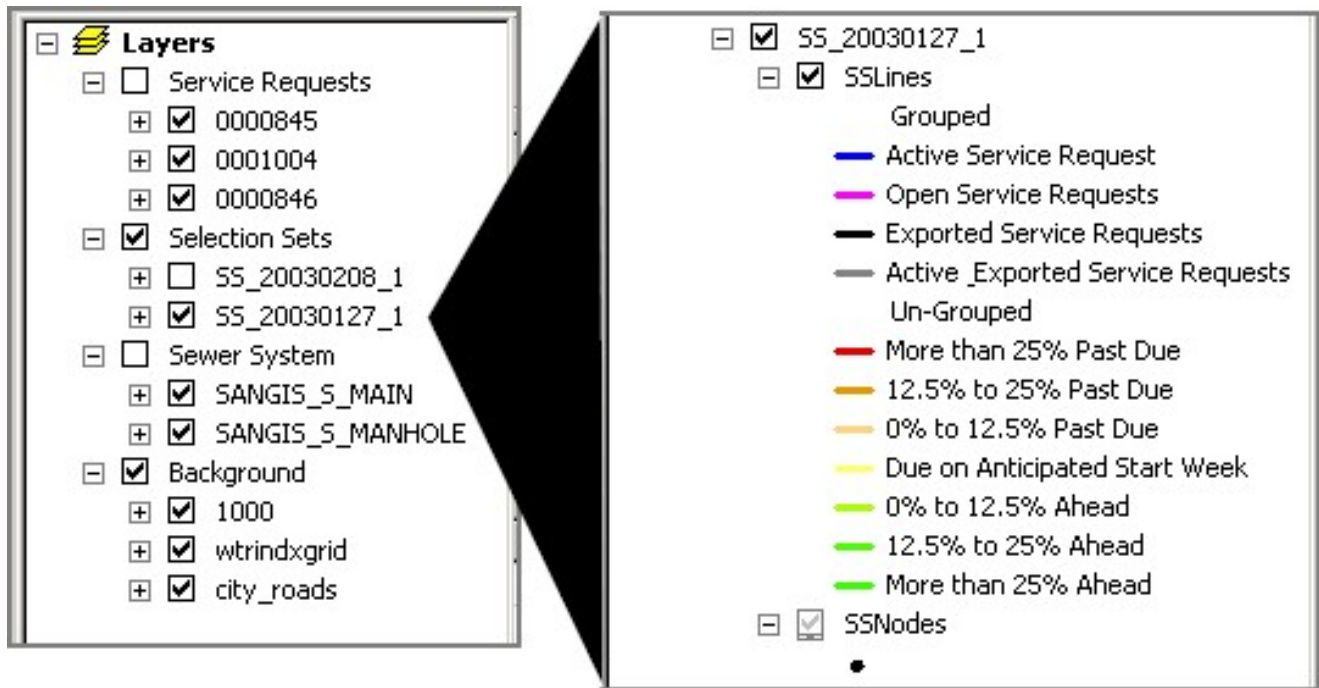 Layers
Service Requests
0000845
0001004
0000846
Selection Sets
SS_20030208_1
SS_20030127_1
Sewer System
SANGIS_S_MAIN
SANGIS_S_MANHOLE
Background
1000
wtrindxgrid
city_roads
SS_20030127_1
SSLines
Grouped
Active Service Request
Open Service Requests
Exported Service Requests
Active _Exported Service Requests
Un-Grouped
More than 25% Past Due
12.5% to 25% Past Due
0% to 12.5% Past Due
Due on Anticipated Start Week
0% to 12.5% Ahead
12.5% to 25% Ahead
More than 25% Ahead
SSNodes